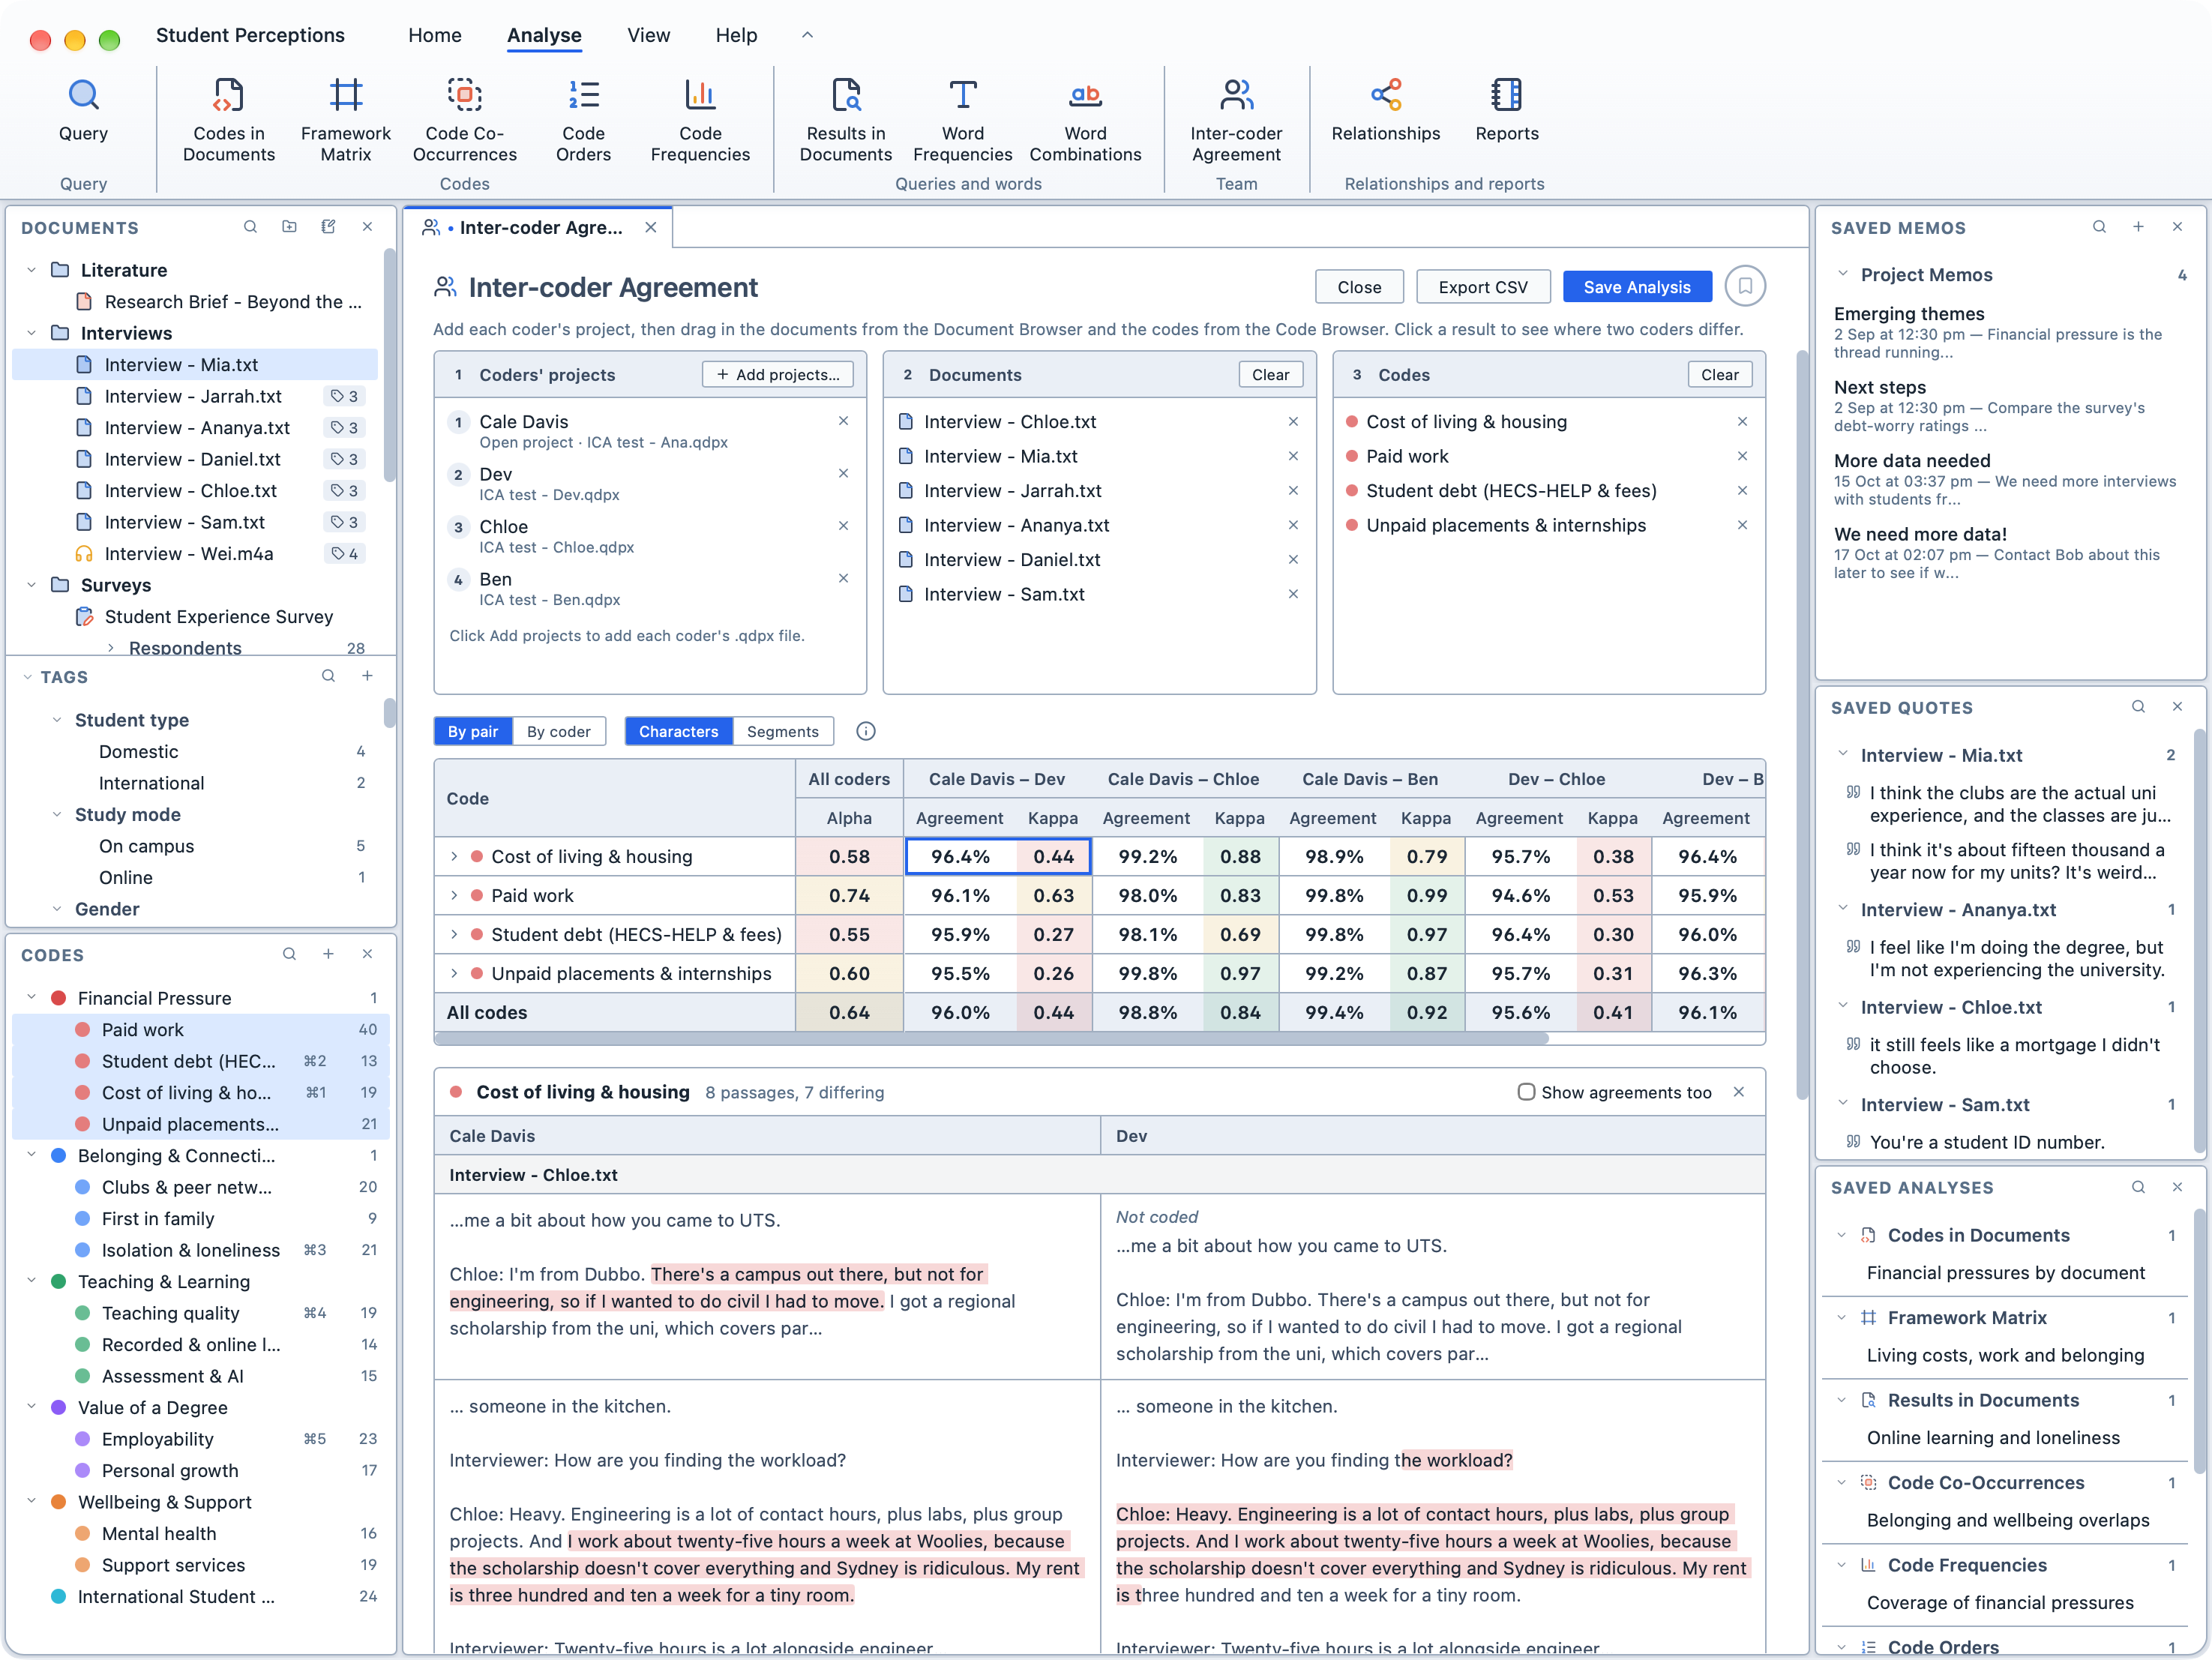 Student Perceptions
Home
Analyse
View
Help
Query
Codes in
Documents
Framework
Matrix
Code Co-
Occurrences
1
2
Code
Orders
Code
Frequencies
Results in
Documents
T
Word
Frequencies
ab
Word
Combinations
Inter-coder
Agreement
Relationships
Reports
Query
Codes
Queries and words
Team
Relationships and reports
DOCUMENTS
Literature
Research Brief - Beyond the ...
Interviews
Interview - Mia.txt
Interview - Jarrah.txt 3
Interview - Ananya.txt 3
Interview - Daniel.txt 3
Interview - Chloe.txt 3
Interview - Sam.txt 3
Interview - Wei.m4a 4
Surveys
Student Experience Survey
Respondents 28
TAGS
Student type
Domestic 4
International 2
Study mode
On campus 5
Online 1
Gender
CODES
Financial Pressure 1
Paid work 40
Student debt (HEC... ⌘2 13
Cost of living & ho... ⌘1 19
Unpaid placements... 21
Belonging & Connecti... 1
Clubs & peer netw... 20
First in family 9
Isolation & loneliness ⌘3 21
Teaching & Learning
Teaching quality ⌘4 19
Recorded & online l... 14
Assessment & AI 15
Value of a Degree
Employability ⌘5 23
Personal growth 17
Wellbeing & Support
Mental health 16
Support services 19
International Student ... 24
• Inter-coder Agre...
Inter-coder Agreement
Close
Export CSV
Save Analysis
Add each coder's project, then drag in the documents from the Document Browser and the codes from the Code Browser. Click a result to see where two coders differ.
1 Coders' projects
+ Add projects...
1 Cale Davis
Open project · ICA test - Ana.qdpx
2 Dev
ICA test - Dev.qdpx
3 Chloe
ICA test - Chloe.qdpx
4 Ben
ICA test - Ben.qdpx
Click Add projects to add each coder's .qdpx file.
2 Documents
Clear
Interview - Chloe.txt
Interview - Mia.txt
Interview - Jarrah.txt
Interview - Ananya.txt
Interview - Daniel.txt
Interview - Sam.txt
3 Codes
Clear
Cost of living & housing
Paid work
Student debt (HECS-HELP & fees)
Unpaid placements & internships
By pair
By coder
Characters
Segments
Code
All coders
Cale Davis – Dev
Cale Davis – Chloe
Cale Davis – Ben
Dev – Chloe
Dev – B
Alpha Agreement Kappa Agreement Kappa Agreement Kappa Agreement Kappa Agreement
Cost of living & housing 0.58 96.4% 0.44 99.2% 0.88 98.9% 0.79 95.7% 0.38 96.4%
Paid work 0.74 96.1% 0.63 98.0% 0.83 99.8% 0.99 94.6% 0.53 95.9%
Student debt (HECS-HELP & fees) 0.55 95.9% 0.27 98.1% 0.69 99.8% 0.97 96.4% 0.30 96.0%
Unpaid placements & internships 0.60 95.5% 0.26 99.8% 0.97 99.2% 0.87 95.7% 0.31 96.3%
All codes 0.64 96.0% 0.44 98.8% 0.84 99.4% 0.92 95.6% 0.41 96.1%
Cost of living & housing 8 passages, 7 differing
Show agreements too
Cale Davis
Dev
Interview - Chloe.txt
...me a bit about how you came to UTS.
Chloe: I'm from Dubbo. There's a campus out there, but not for
engineering, so if I wanted to do civil I had to move. I got a regional
scholarship from the uni, which covers par...
Not coded
...me a bit about how you came to UTS.
Chloe: I'm from Dubbo. There's a campus out there, but not for
engineering, so if I wanted to do civil I had to move. I got a regional
scholarship from the uni, which covers par...
... someone in the kitchen.
Interviewer: How are you finding the workload?
Chloe: Heavy. Engineering is a lot of contact hours, plus labs, plus group
projects. And I work about twenty-five hours a week at Woolies, because
the scholarship doesn't cover everything and Sydney is ridiculous. My rent
is three hundred and ten a week for a tiny room.
Interviewer: Twenty-five hours is a lot alongside engineer
... someone in the kitchen.
Interviewer: How are you finding the workload?
Chloe: Heavy. Engineering is a lot of contact hours, plus labs, plus group
projects. And I work about twenty-five hours a week at Woolies, because
the scholarship doesn't cover everything and Sydney is ridiculous. My rent
is three hundred and ten a week for a tiny room.
Interviewer: Twenty-five hours is a lot alongside engineer
SAVED MEMOS
Project Memos 4
Emerging themes
2 Sep at 12:30 pm — Financial pressure is the
thread running...
Next steps
2 Sep at 12:30 pm — Compare the survey's
debt-worry ratings ...
More data needed
15 Oct at 03:37 pm — We need more interviews
with students fr...
We need more data!
17 Oct at 02:07 pm — Contact Bob about this
later to see if w...
SAVED QUOTES
Interview - Mia.txt 2
I think the clubs are the actual uni
experience, and the classes are ju...
I think it's about fifteen thousand a
year now for my units? It's weird...
Interview - Ananya.txt 1
I feel like I'm doing the degree, but
I'm not experiencing the university.
Interview - Chloe.txt 1
it still feels like a mortgage I didn't
choose.
Interview - Sam.txt 1
You're a student ID number.
SAVED ANALYSES
Codes in Documents 1
Financial pressures by document
Framework Matrix 1
Living costs, work and belonging
Results in Documents 1
Online learning and loneliness
Code Co-Occurrences 1
Belonging and wellbeing overlaps
Code Frequencies 1
Coverage of financial pressures
Code Orders 1